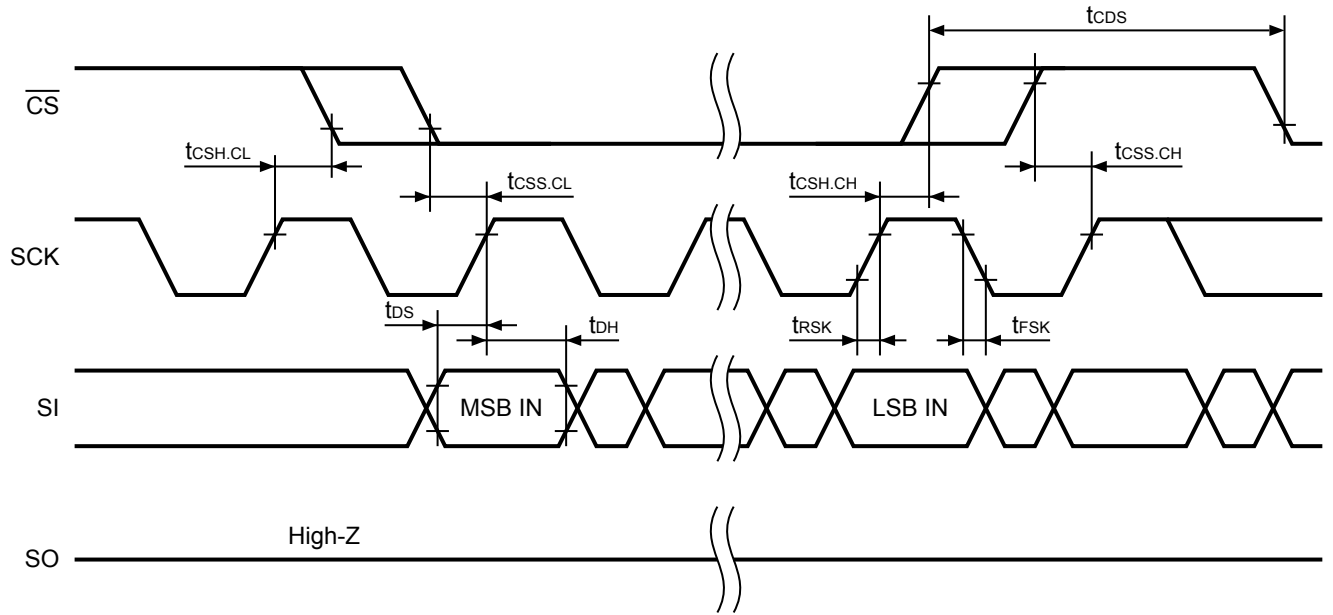 tCDS
CS
tCSH.CL
tCSS.CL
tCSH.CH
tCSS.CH
SCK
tDS
tDH
tRSK
tFSK
SI
MSB IN
LSB IN
High-Z
SO